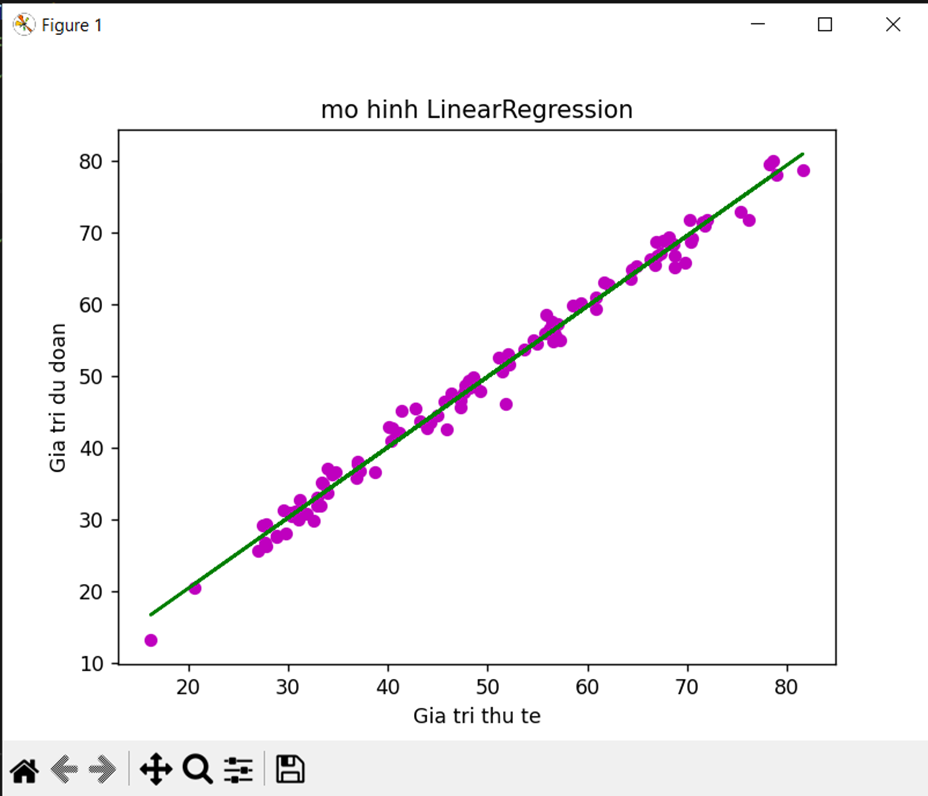 Figure 1
mo hinh LinearRegression
80
70
60
50
40
30
20
10
Gia tri du doan
20 30 40 50 60 70 80
Gia tri thu te